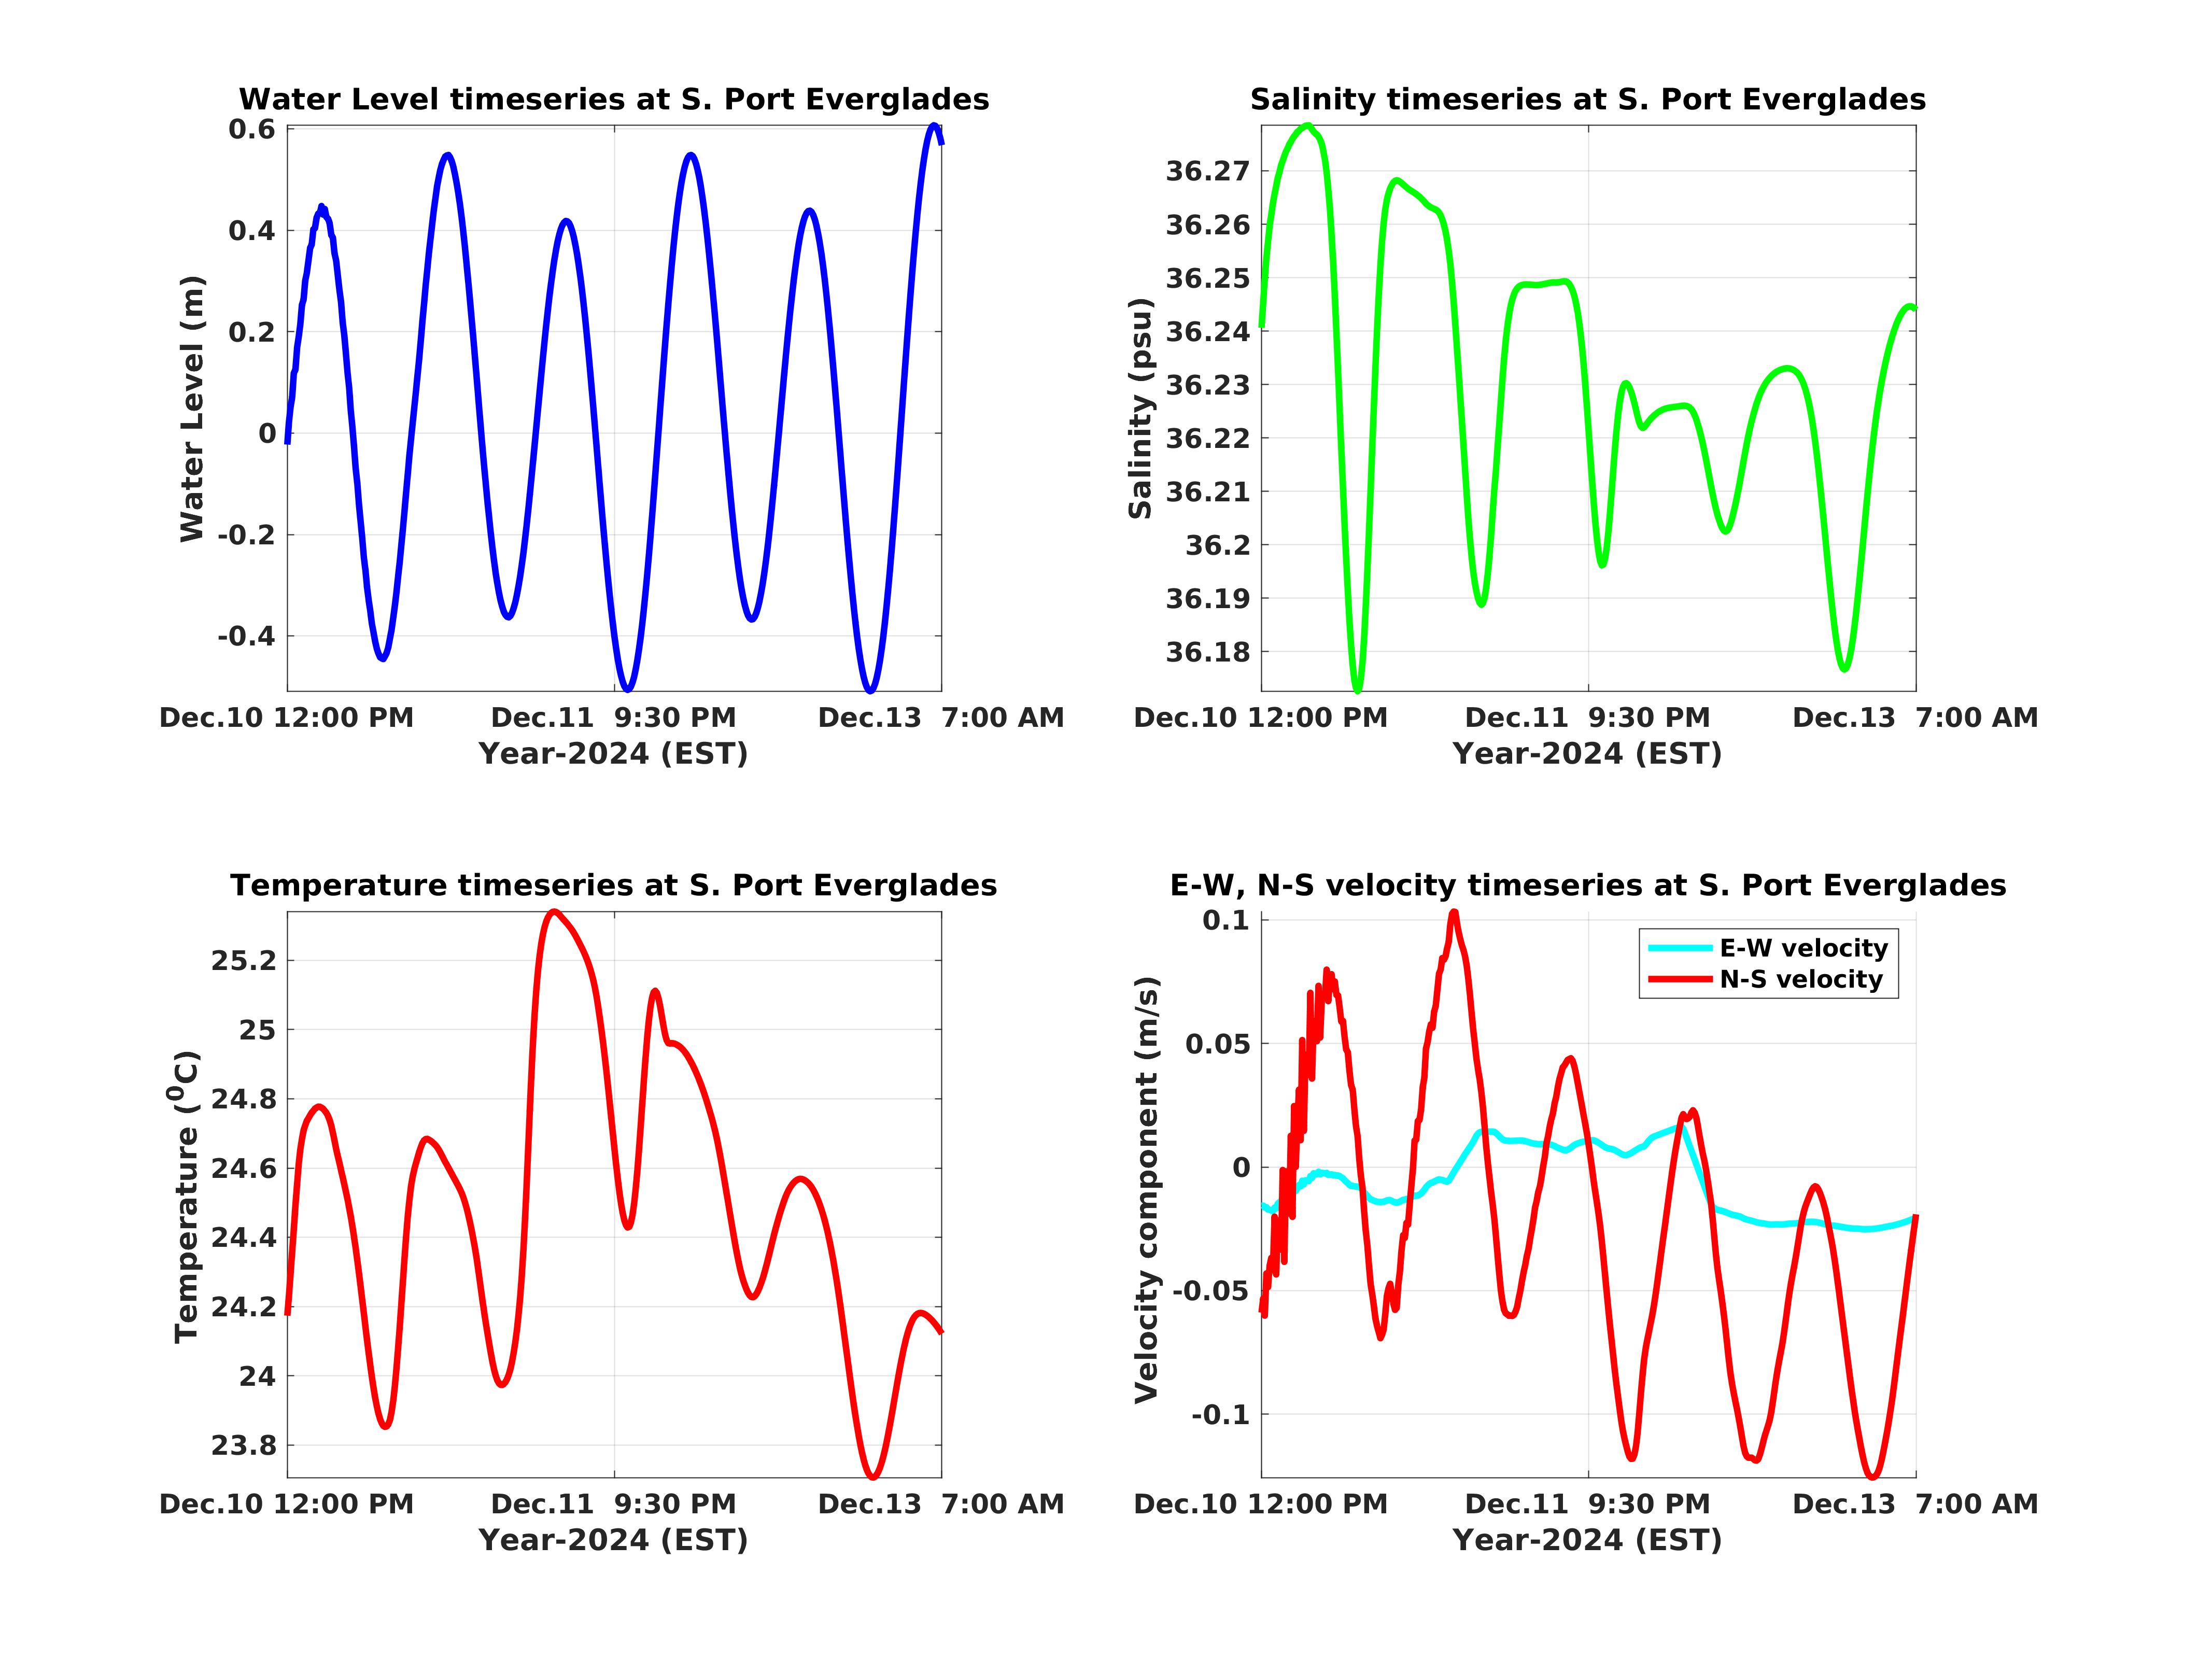 Water Level timeseries at S. Port Everglades
0.6
0.4
0.2
0
-0.2
-0.4
Water Level (m)
Dec.10 12:00 PM
Dec.11 9:30 PM
Dec.13 7:00 AM
Year-2024 (EST)
Salinity timeseries at S. Port Everglades
36.27
36.26
36.25
36.24
36.23
36.22
36.21
36.2
36.19
36.18
Salinity (psu)
Dec.10 12:00 PM
Dec.11 9:30 PM
Dec.13 7:00 AM
Year-2024 (EST)
Temperature timeseries at S. Port Everglades
25.2
25
24.8
24.6
24.4
24.2
24
23.8
Temperature (⁰C)
Dec.10 12:00 PM
Dec.11 9:30 PM
Dec.13 7:00 AM
Year-2024 (EST)
E-W, N-S velocity timeseries at S. Port Everglades
0.1
0.05
0
-0.05
-0.1
Velocity component (m/s)
E-W velocity
N-S velocity
Dec.10 12:00 PM
Dec.11 9:30 PM
Dec.13 7:00 AM
Year-2024 (EST)